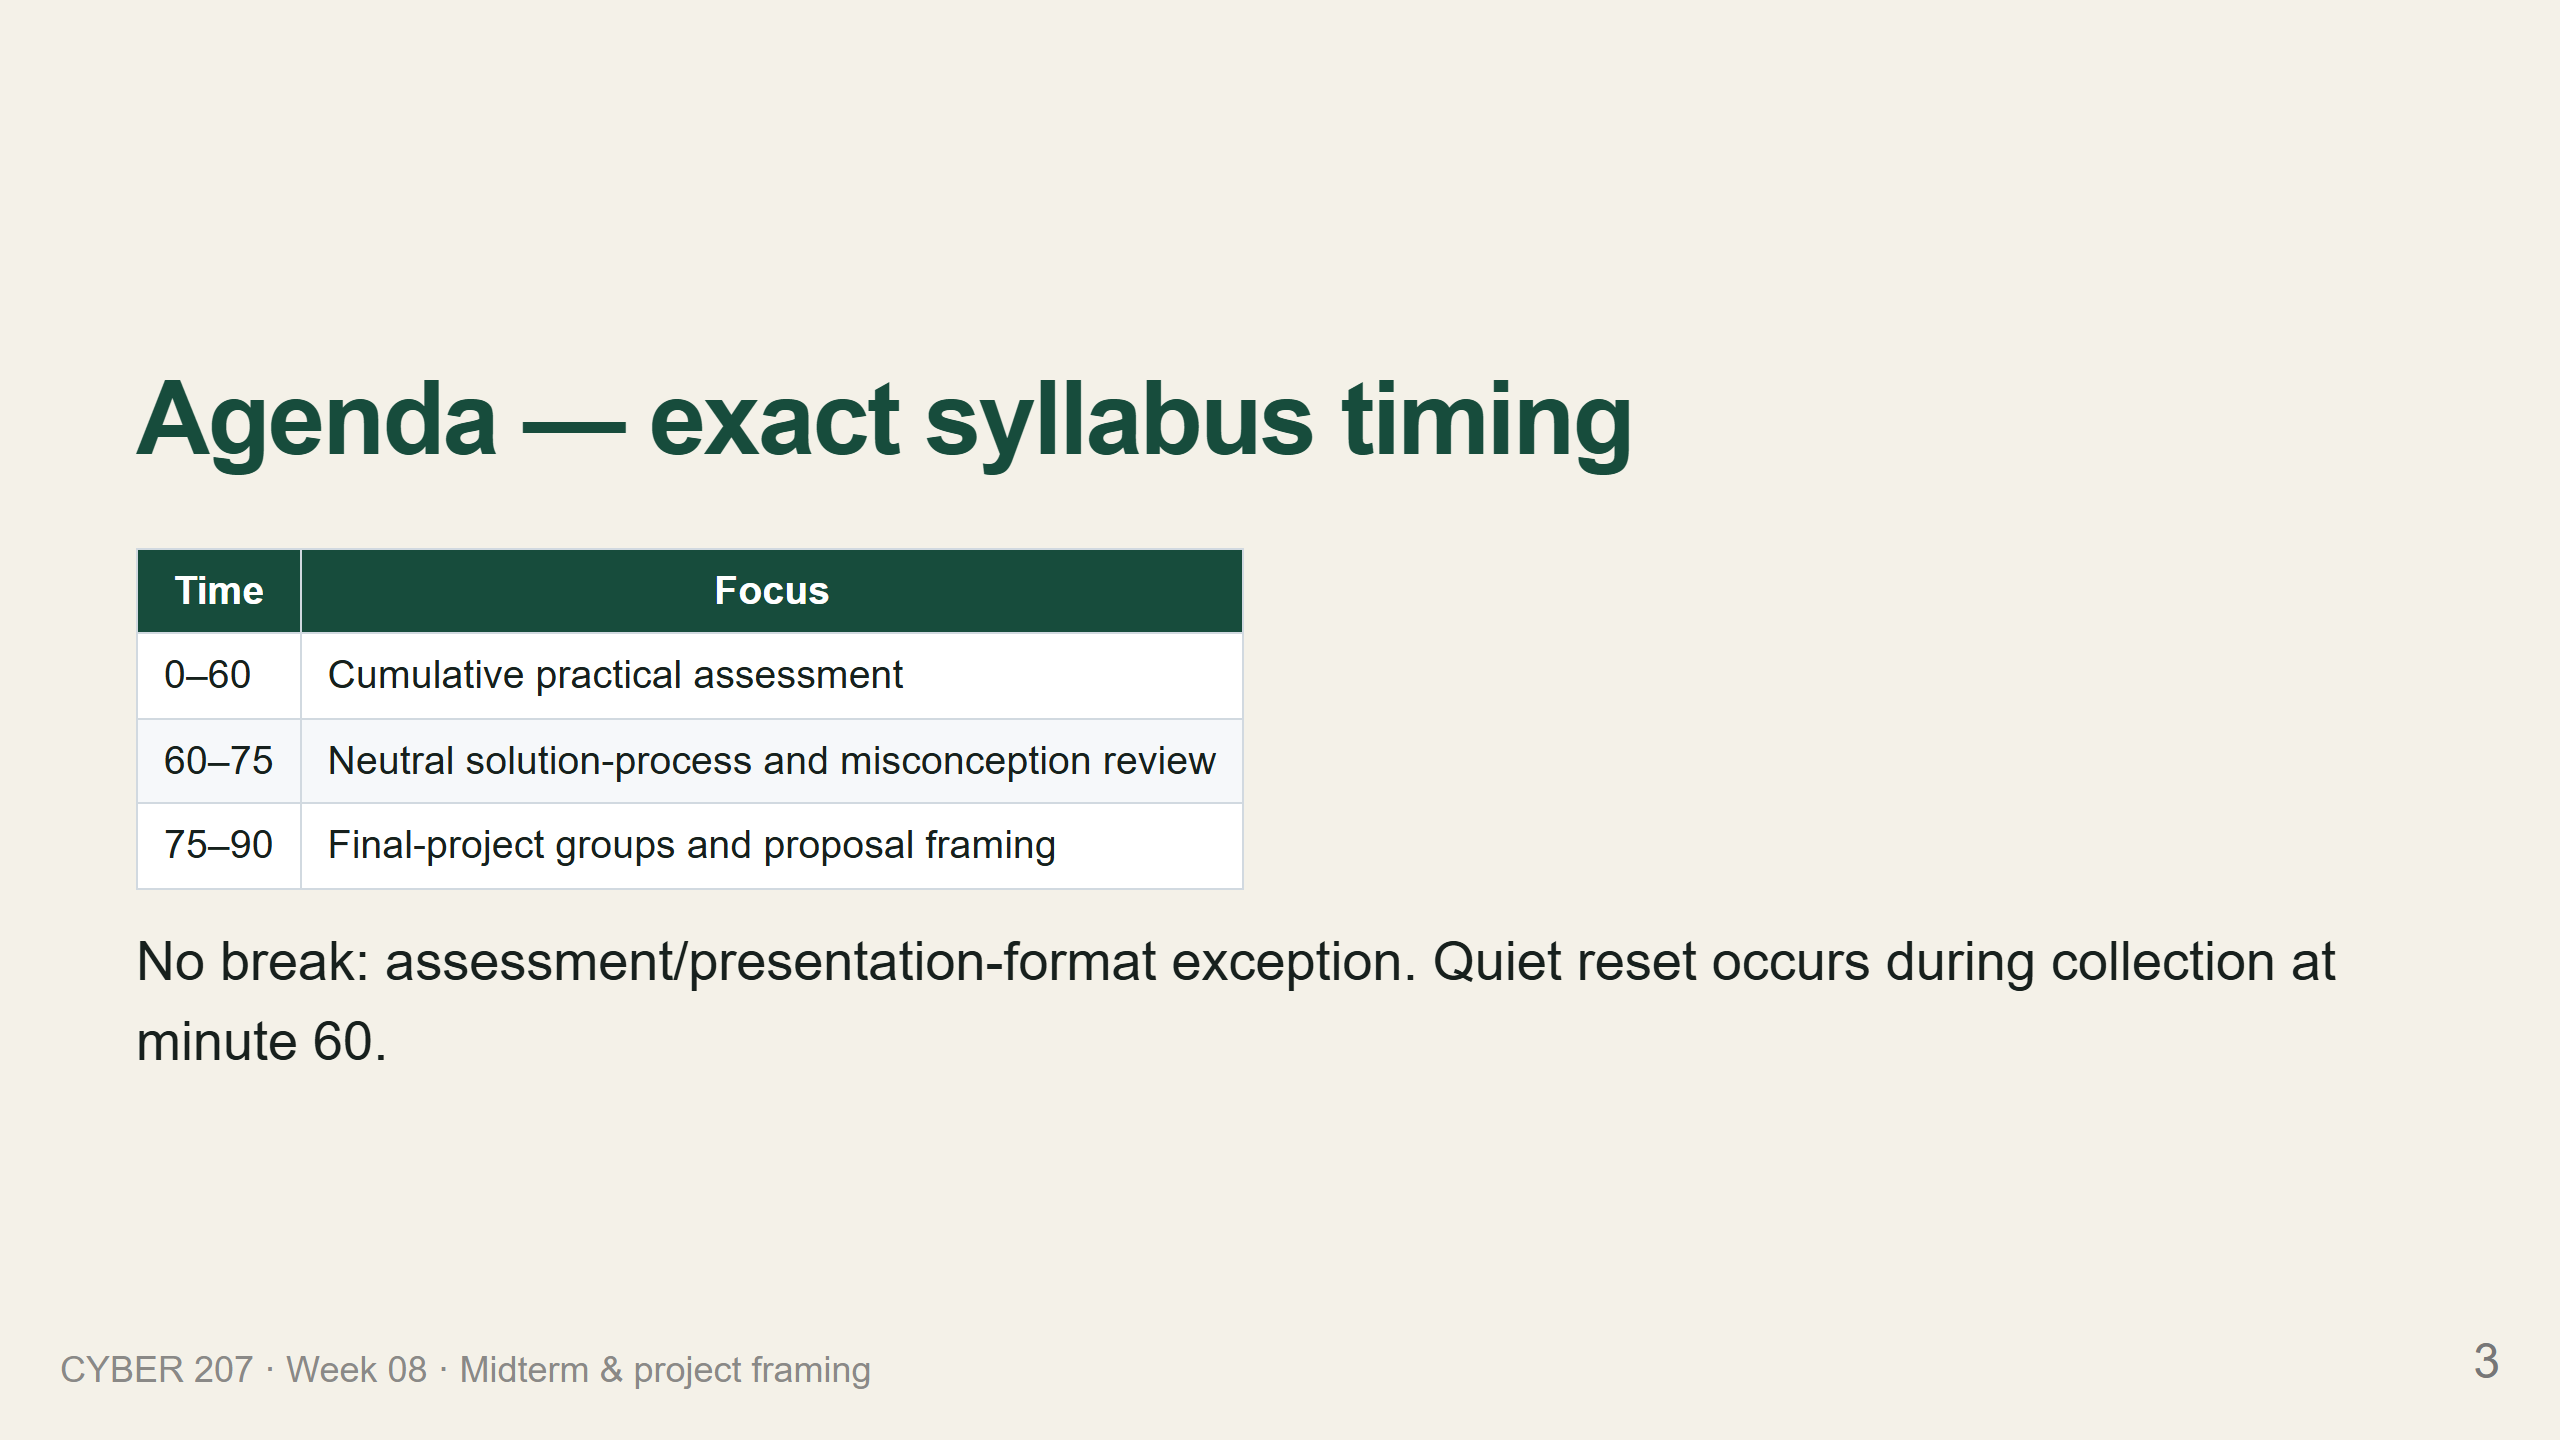 Agenda — exact syllabus timing
Time Focus
0–60 Cumulative practical assessment
60–75 Neutral solution-process and misconception review
75–90 Final-project groups and proposal framing
No break: assessment/presentation-format exception. Quiet reset occurs during collection at
minute 60.
CYBER 207 · Week 08 · Midterm & project framing
3